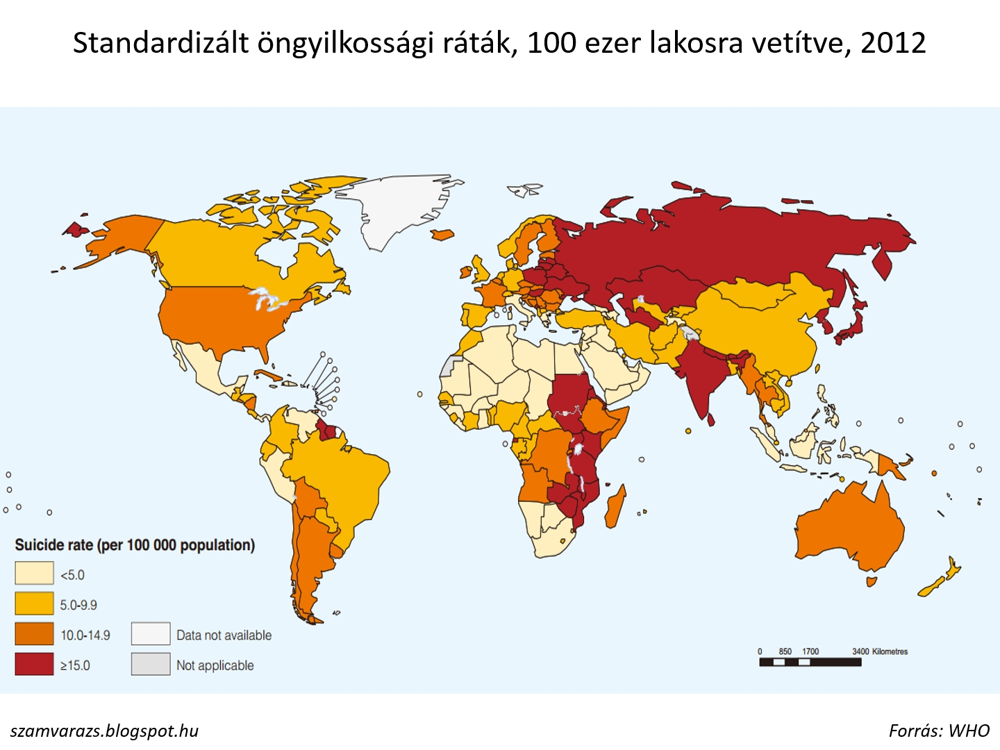 Standardizált öngyilkossági ráták, 100 ezer lakosra vetítve, 2012
Suicide rate (per 100 000 population)
<5.0
5.0-9.9
10.0-14.9
≥15.0
Data not available
Not applicable
0 850 1700 3400 Kilometres
szamvarazs.blogspot.hu
Forrás: WHO